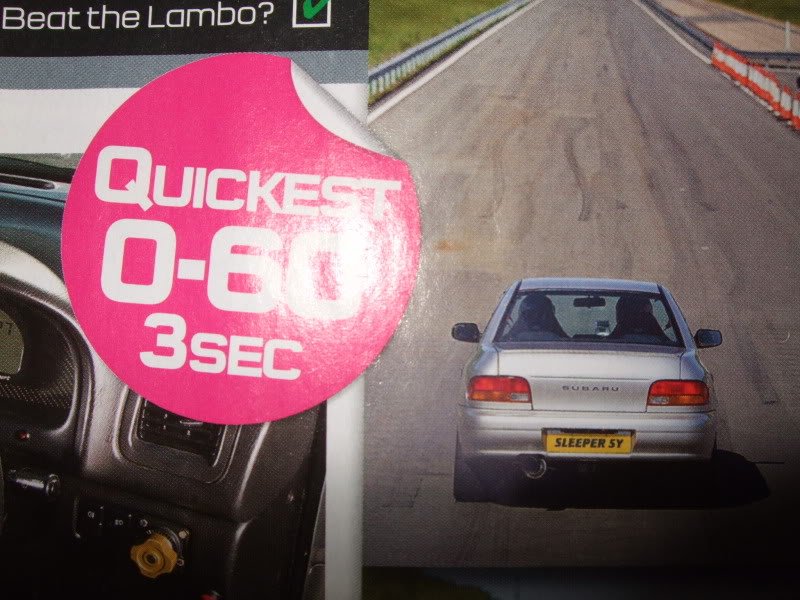 Beat the Lambo?
QUICKEST
0-60
3SEC
SUBARU
SLEEPER SY